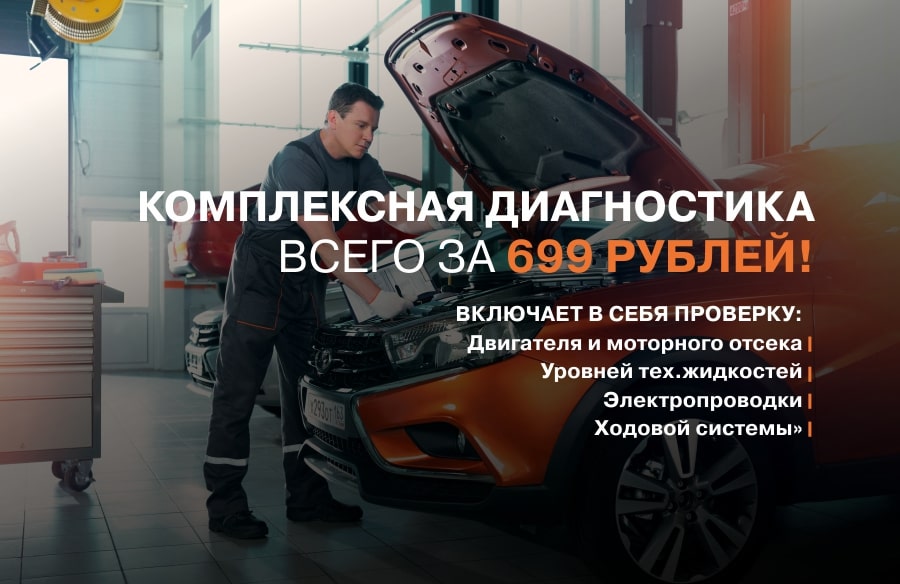 КОМПЛЕКСНАЯ ДИАГНОСТИКА
ВСЕГО ЗА 699 РУБЛЕЙ!
ВКЛЮЧАЕТ В СЕБЯ ПРОВЕРКУ:
Двигателя и моторного отсека
Уровней тех.жидкостей
Электропроводки
Ходовой системы»